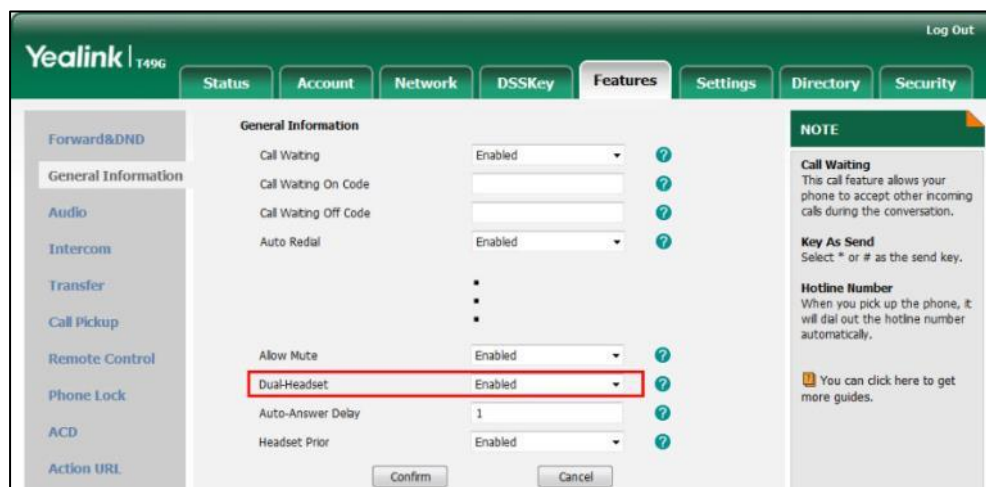 Log Out
Yealink T49G
Status Account Network DSSKey Features Settings Directory Security
Forward&DND
General Information
Audio
Intercom
Transfer
Call Pickup
Remote Control
Phone Lock
ACD
Action URL
General Information
Call Waiting Enabled
Call Waiting On Code
Call Waiting Off Code
Auto Redial Enabled
Allow Mute Enabled
Dual-Headset Enabled
Auto-Answer Delay 1
Headset Prior Enabled
Confirm Cancel
NOTE
Call Waiting
This call feature allows your
phone to accept other incoming
calls during the conversation.
Key As Send
Select * or # as the send key.
Hotline Number
When you pick up the phone, it
will dial out the hotline number
automatically.
You can click here to get
more guides.